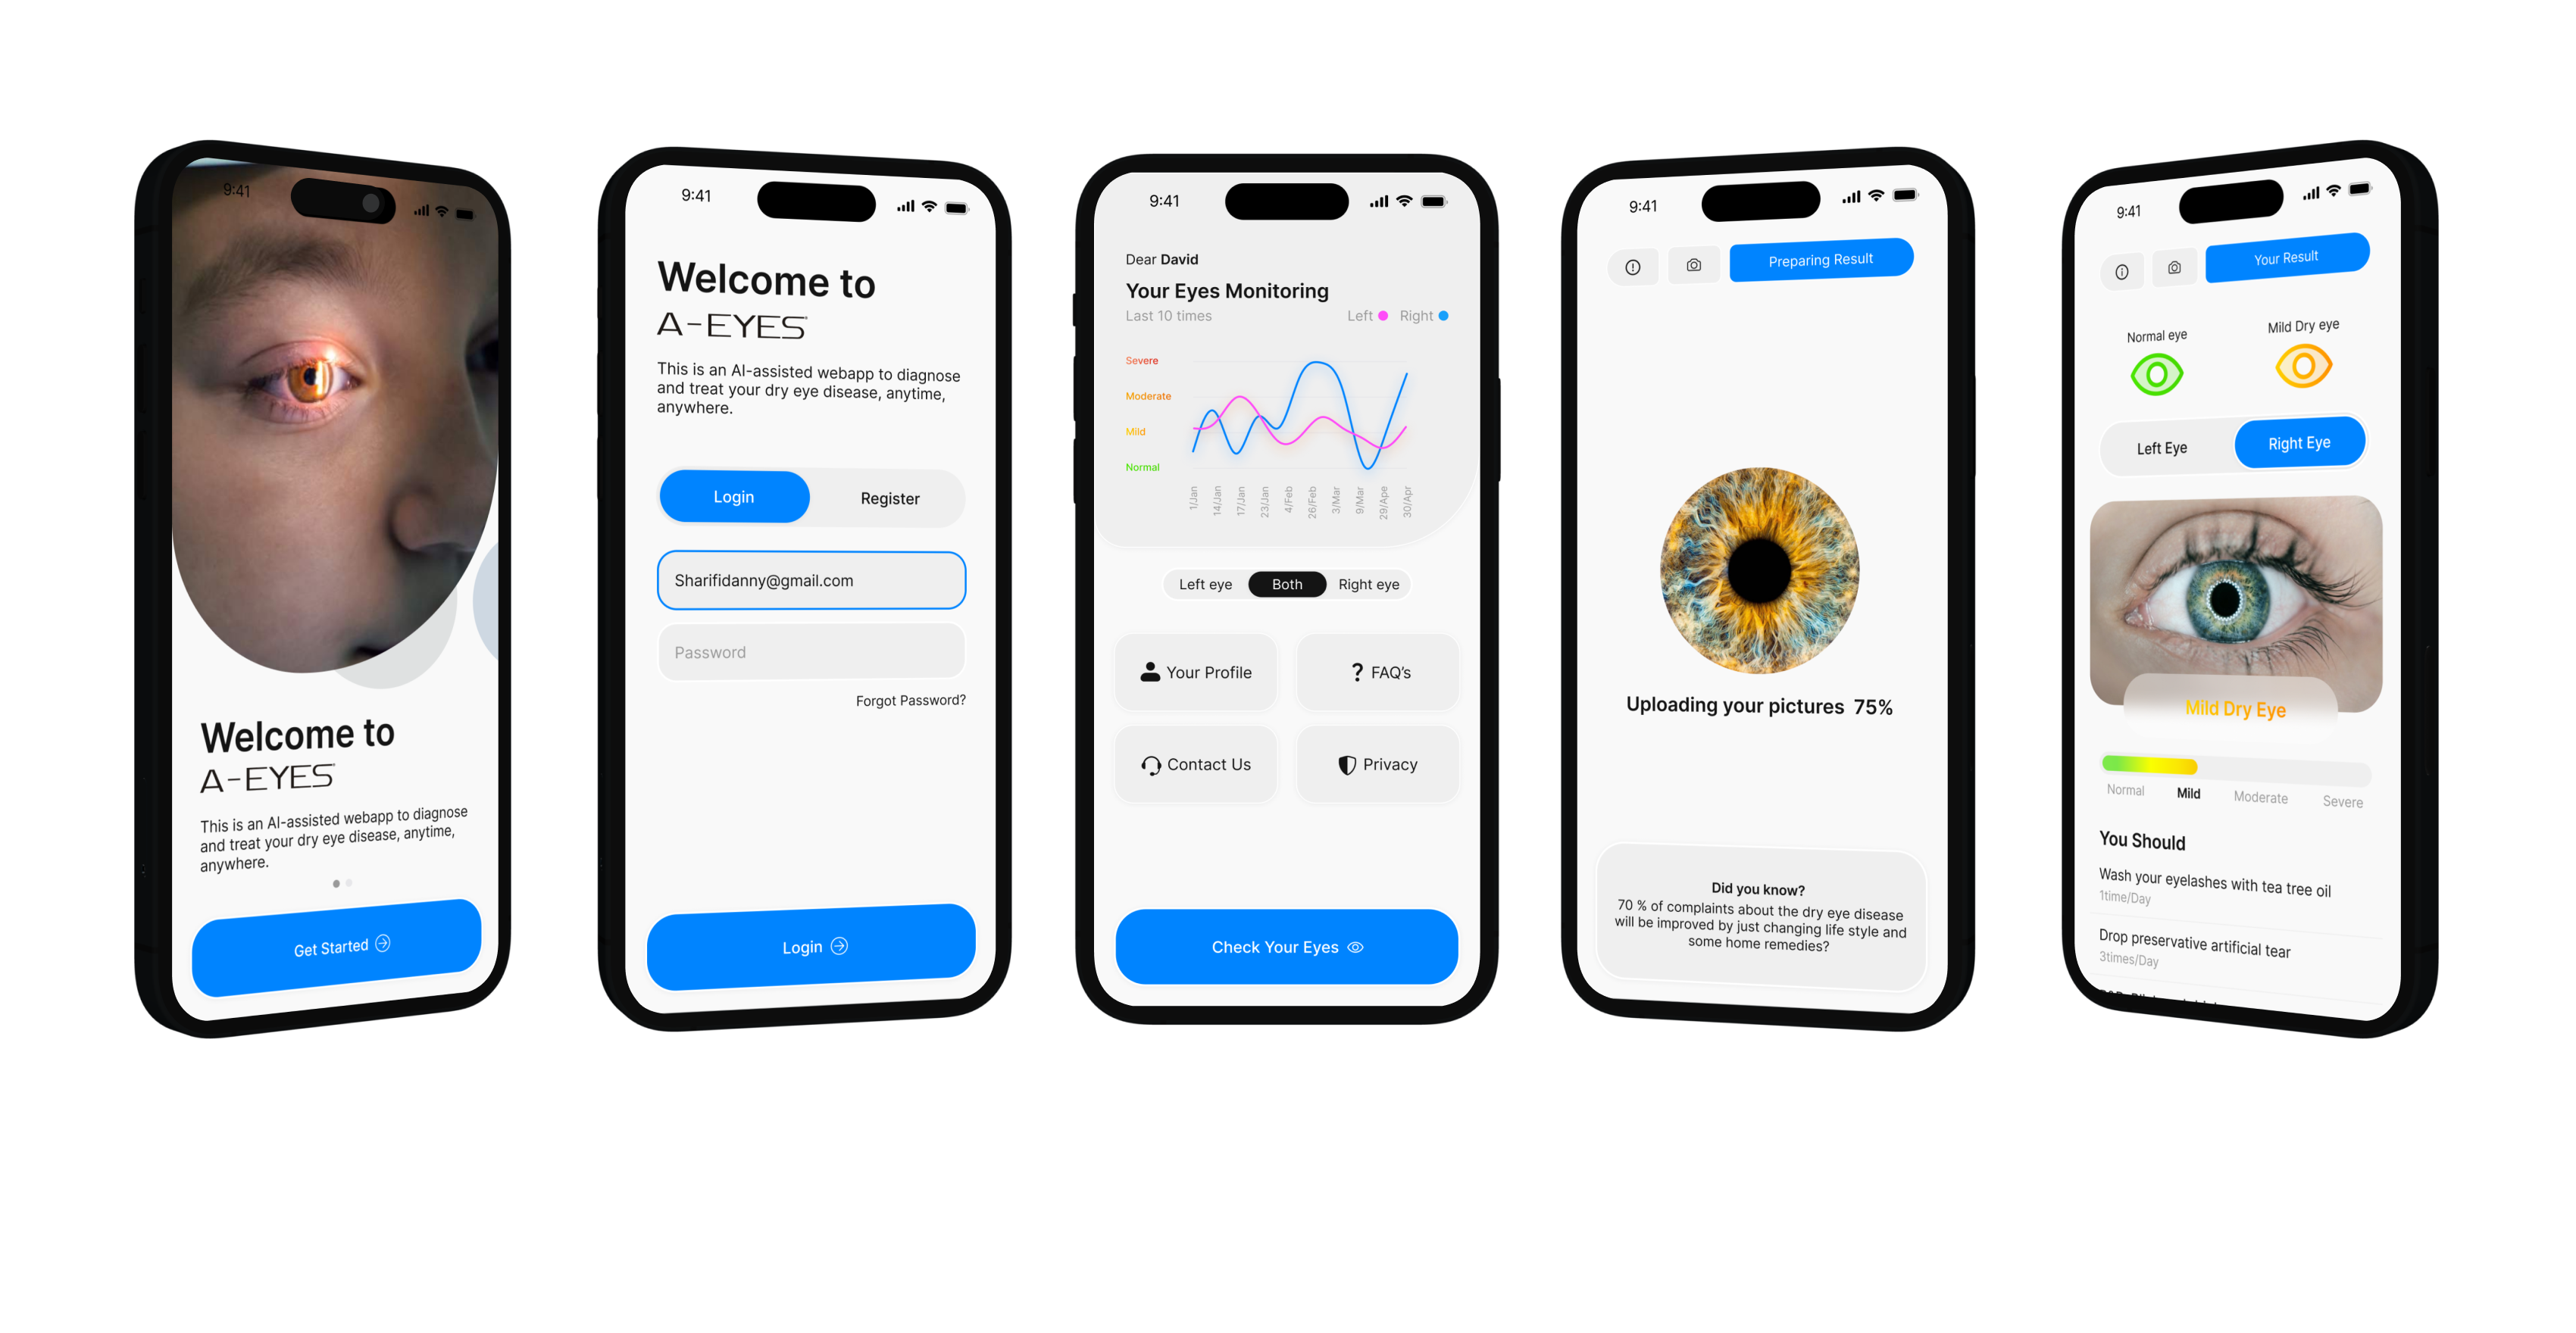 9:41
Welcome to
A-EYES
This is an AI-assisted webapp to diagnose
and treat your dry eye disease, anytime,
anywhere.
Get Started
9:41
Welcome to
A-EYES
This is an AI-assisted webapp to diagnose
and treat your dry eye disease, anytime,
anywhere.
Login Register
Sharifidanny@gmail.com
Password
Forgot Password?
Login
9:41
Dear David
Your Eyes Monitoring
Last 10 times Left Right
Severe
Moderate
Mild
Normal
1/Jan 14/Jan 17/Jan 23/Jan 4/Feb 26/Feb 3/Mar 9/Mar 29/Ape 30/Apr
Left eye Both Right eye
Your Profile ? FAQ's
Contact Us Privacy
Check Your Eyes
9:41
Preparing Result
Uploading your pictures 75%
Did you know?
70 % of complaints about the dry eye disease
will be improved by just changing life style and
some home remedies?
9:41
Your Result
Normal eye Mild Dry eye
Left Eye Right Eye
Mild Dry Eye
Normal Mild Moderate Severe
You Should
Wash your eyelashes with tea tree oil
1time/Day
Drop preservative artificial tear
3times/Day